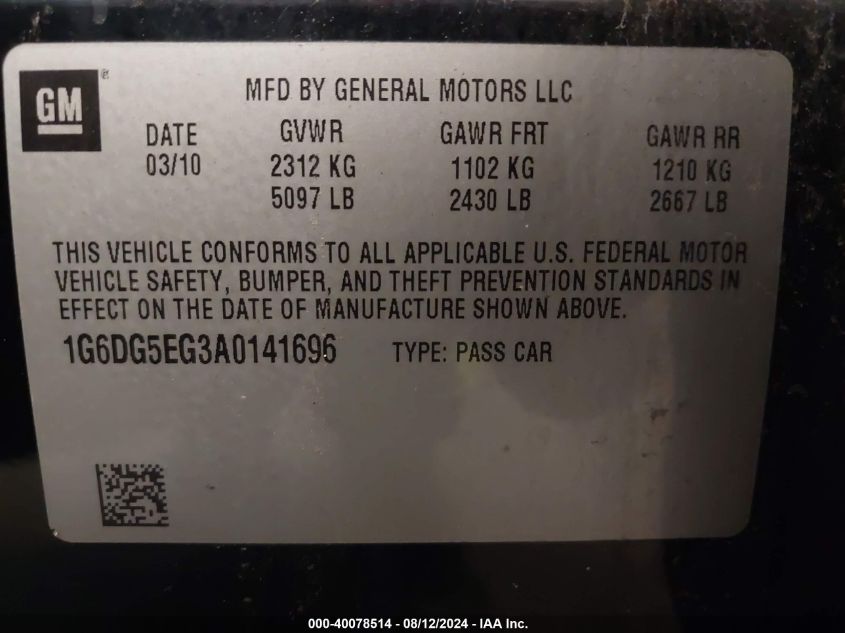 GM®
MFD BY GENERAL MOTORS LLC
DATE GVWR GAWR FRT GAWR RR
03/10 2312 KG 1102 KG 1210 KG
5097 LB 2430 LB 2667 LB
THIS VEHICLE CONFORMS TO ALL APPLICABLE U.S. FEDERAL MOTOR
VEHICLE SAFETY, BUMPER, AND THEFT PREVENTION STANDARDS IN
EFFECT ON THE DATE OF MANUFACTURE SHOWN ABOVE.
1G6DG5EG3A0141696 TYPE: PASS CAR
000-40078514 - 08/12/2024 - IAA Inc.